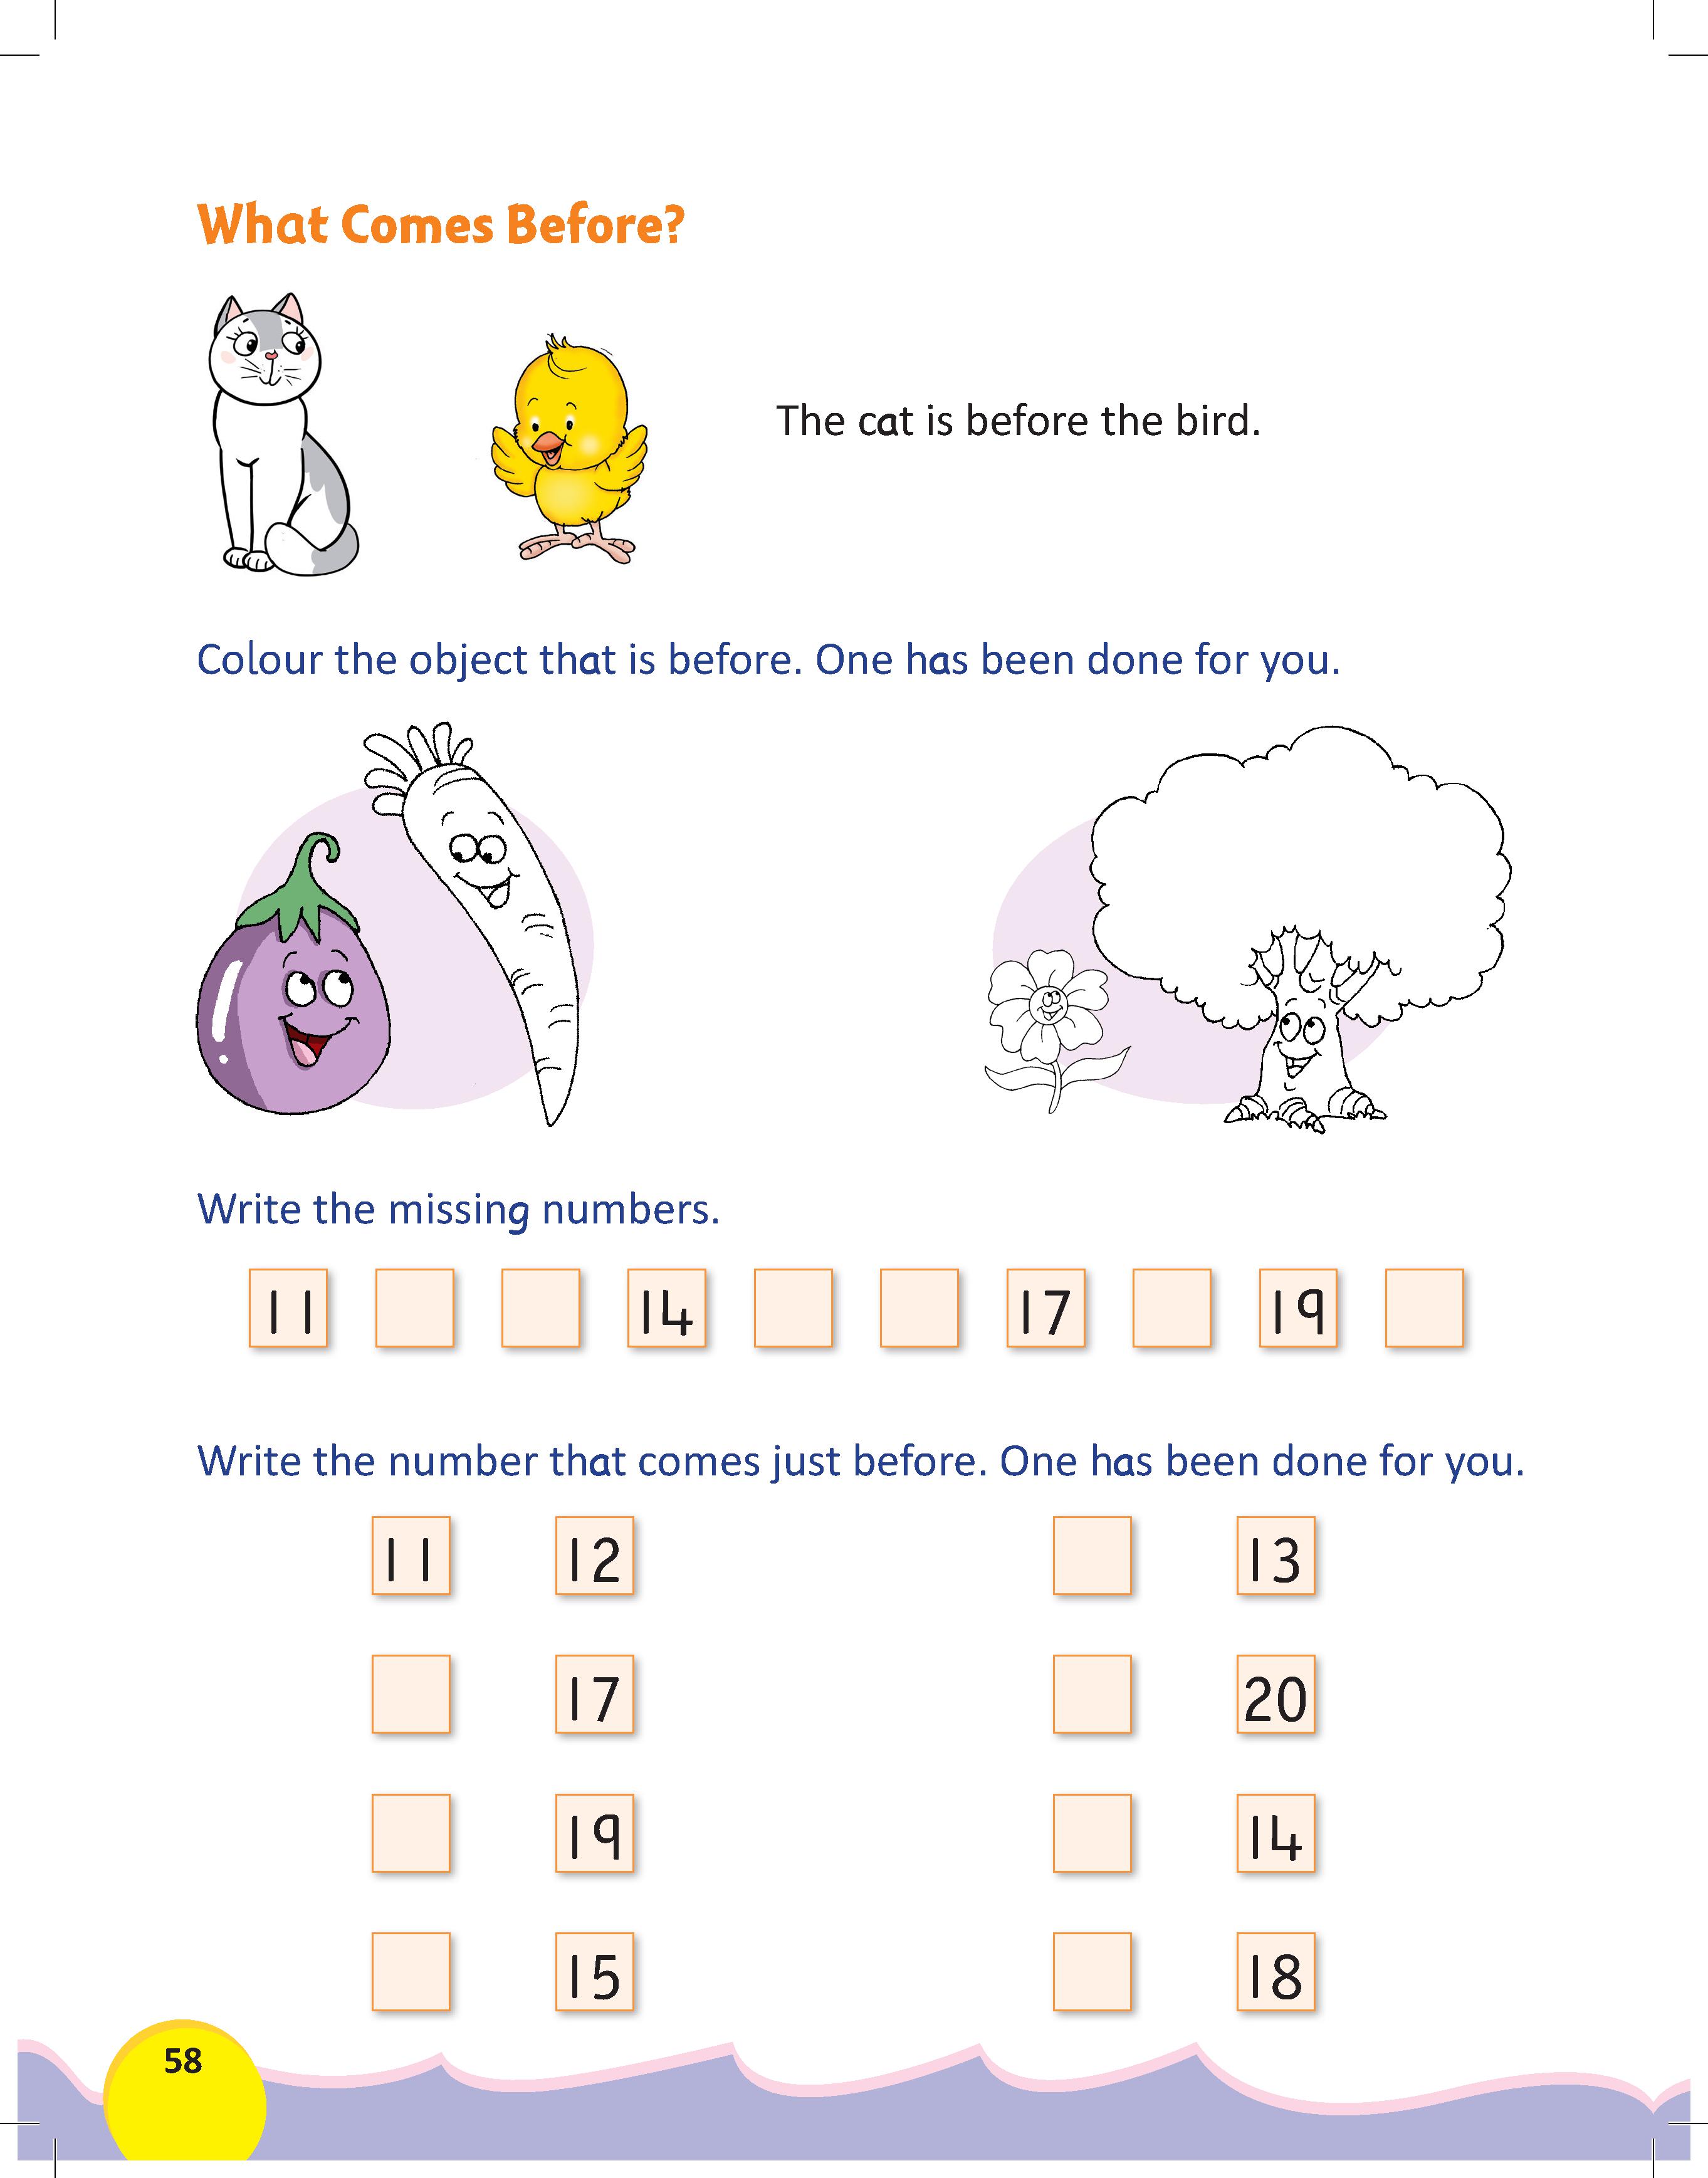 What Comes Before?
The cat is before the bird.
Colour the object that is before. One has been done for you.
Write the missing numbers.
11 14 17 19
Write the number that comes just before. One has been done for you.
11 12 13
17 20
19 14
15 18
58